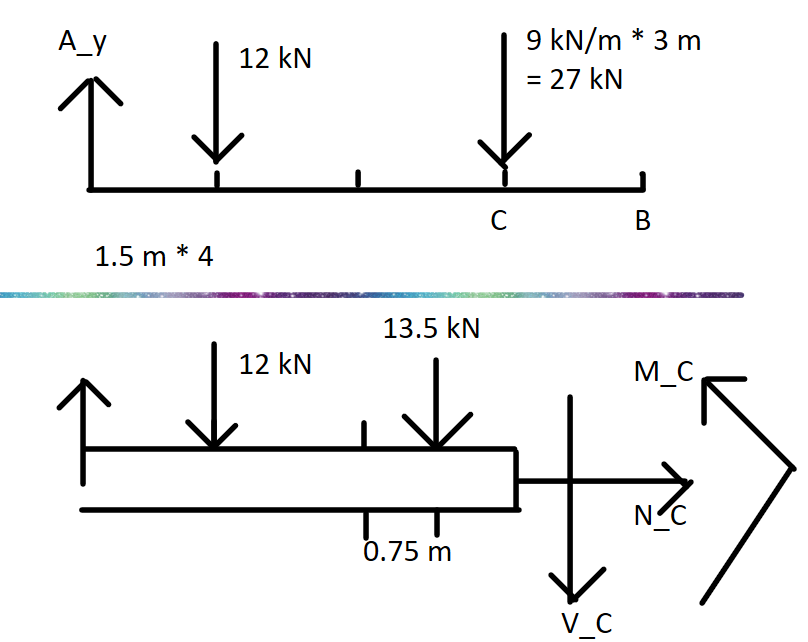 A_y
12 kN
9 kN/m * 3 m
= 27 kN
C
B
1.5 m * 4
13.5 kN
12 kN
M_C
N_C
0.75 m
V_C